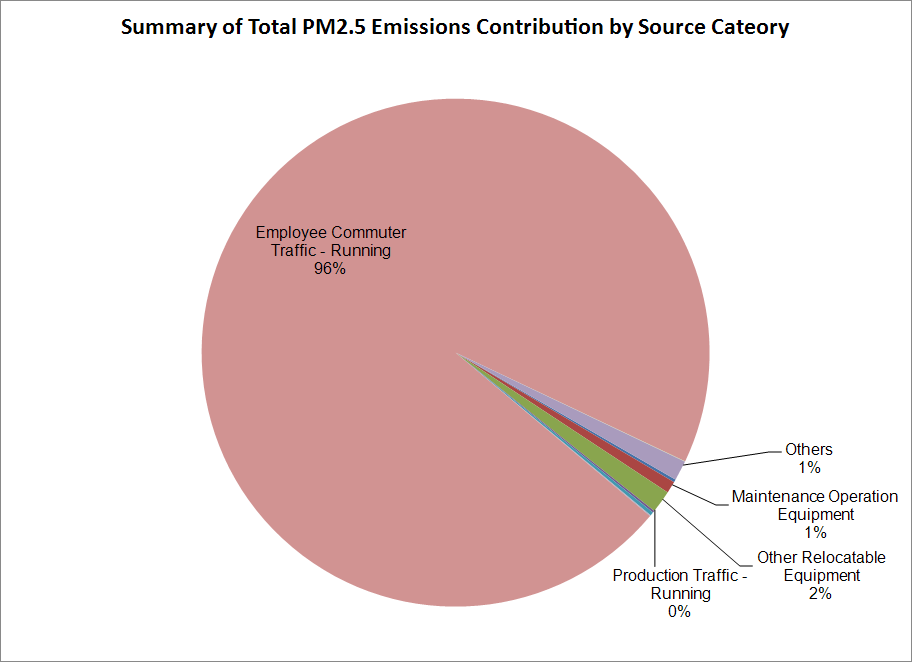 Summary of Total PM2.5 Emissions Contribution by Source Cateory
Employee Commuter
Traffic - Running
96%
Others
1%
Maintenance Operation
Equipment
1%
Other Relocatable
Equipment
2%
Production Traffic -
Running
0%